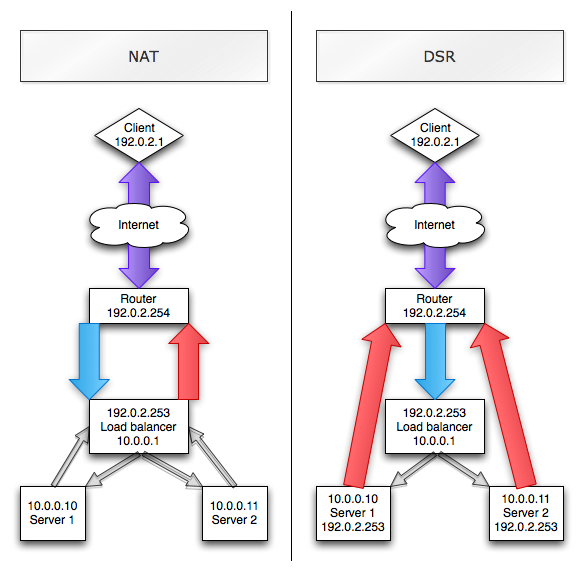 NAT
Client
192.0.2.1
Internet
Router
192.0.2.254
192.0.2.253
Load balancer
10.0.0.1
10.0.0.10
Server 1
10.0.0.11
Server 2
DSR
Client
192.0.2.1
Internet
Router
192.0.2.254
192.0.2.253
Load balancer
10.0.0.1
10.0.0.10
Server 1
192.0.2.253
10.0.0.11
Server 2
192.0.2.253